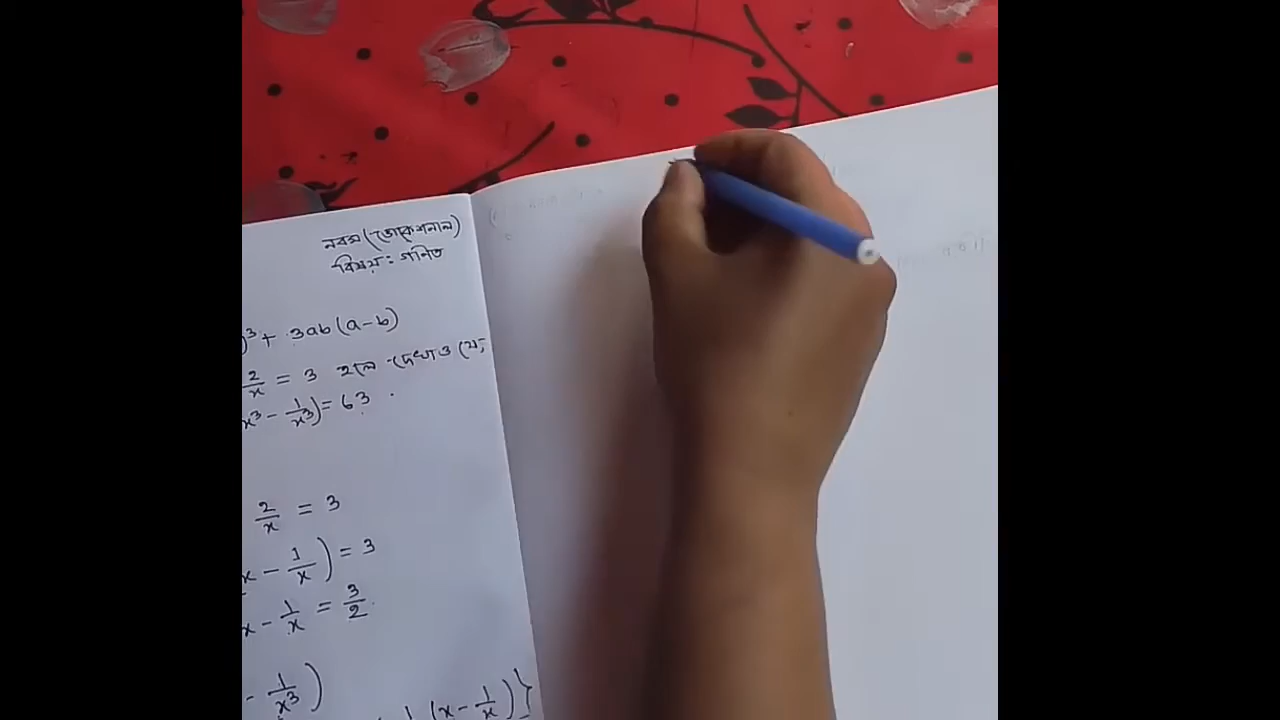 নবম (ভোকেশনাল)
বিষয়: গনিত
)³ + 3ab(a-b)
2/x = 3 হলে দেখাও যে,
x³ - 1/x³) = 63
2/x = 3
x - 1/x) = 3
x - 1/x = 3/2
- 1/x³)
(x - 1/x)}